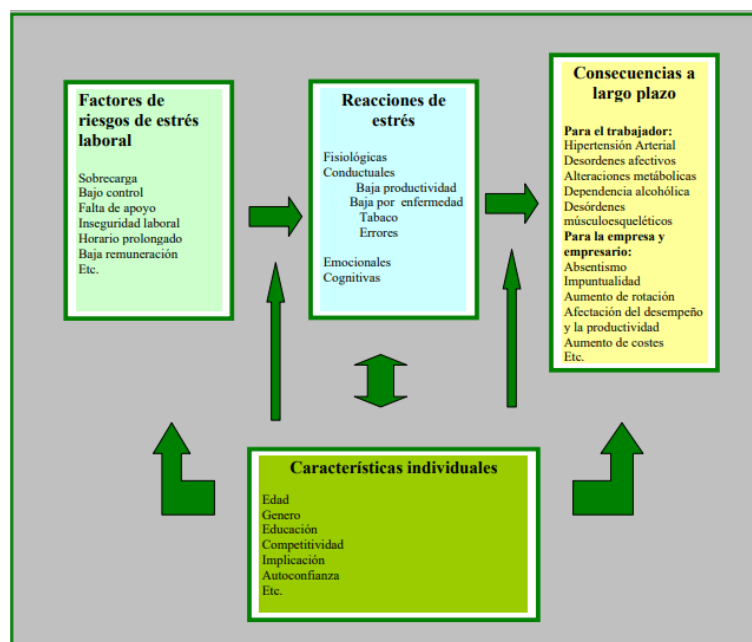 Factores de
riesgos de estrés
laboral
Sobrecarga
Bajo control
Falta de apoyo
Inseguridad laboral
Horario prolongado
Baja remuneración
Etc.
Reacciones de
estrés
Fisiológicas
Conductuales
Baja productividad
Baja por enfermedad
Tabaco
Errores
Emocionales
Cognitivas
Consecuencias a
largo plazo
Para el trabajador:
Hipertensión Arterial
Desordenes afectivos
Alteraciones metábolicas
Dependencia alcohólica
Desórdenes
músculoesqueléticos
Para la empresa y
empresario:
Absentismo
Impuntualidad
Aumento de rotación
Afectación del desempeño
y la productividad
Aumento de costes
Etc.
Características individuales
Edad
Genero
Educación
Competitividad
Implicación
Autoconfianza
Etc.